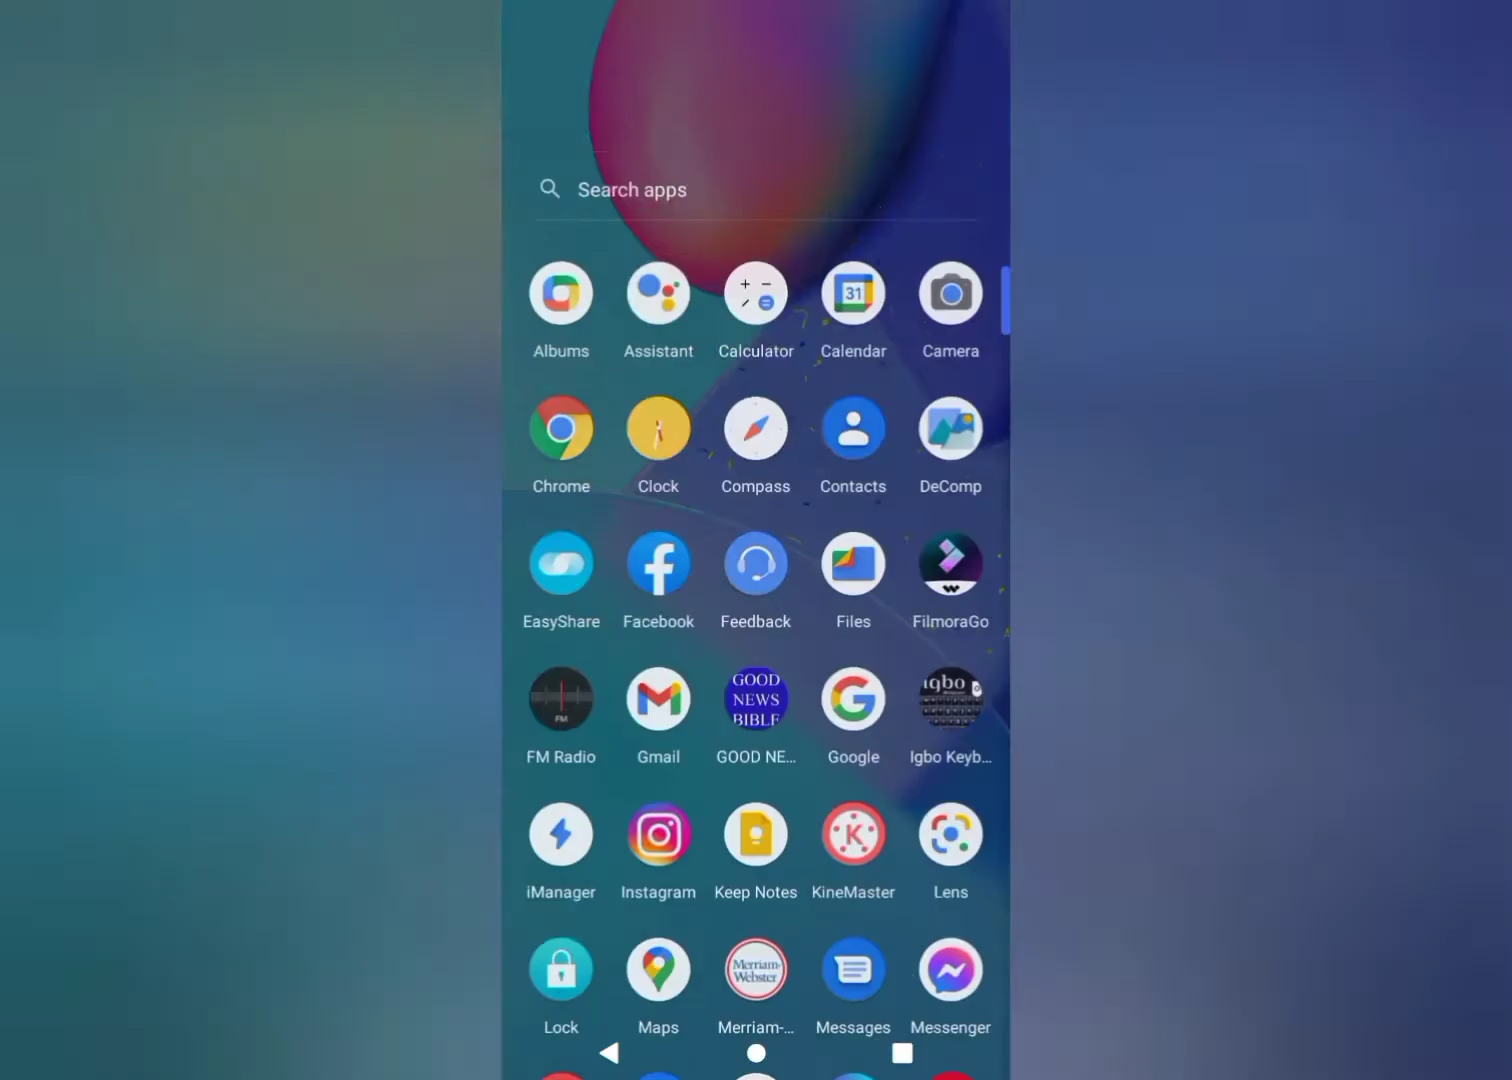 Search apps
31
Albums
Assistant
Calculator
Calendar
Camera
Chrome
Clock
Compass
Contacts
DeComp
EasyShare
Facebook
Feedback
Files
FilmoraGo
FM
GOOD
NEWS
BIBLE
Igbo
FM Radio
Gmail
GOOD NE...
Google
Igbo Keyb...
K
iManager
Instagram
Keep Notes
KineMaster
Lens
Merriam-
Webster
Lock
Maps
Merriam-...
Messages
Messenger